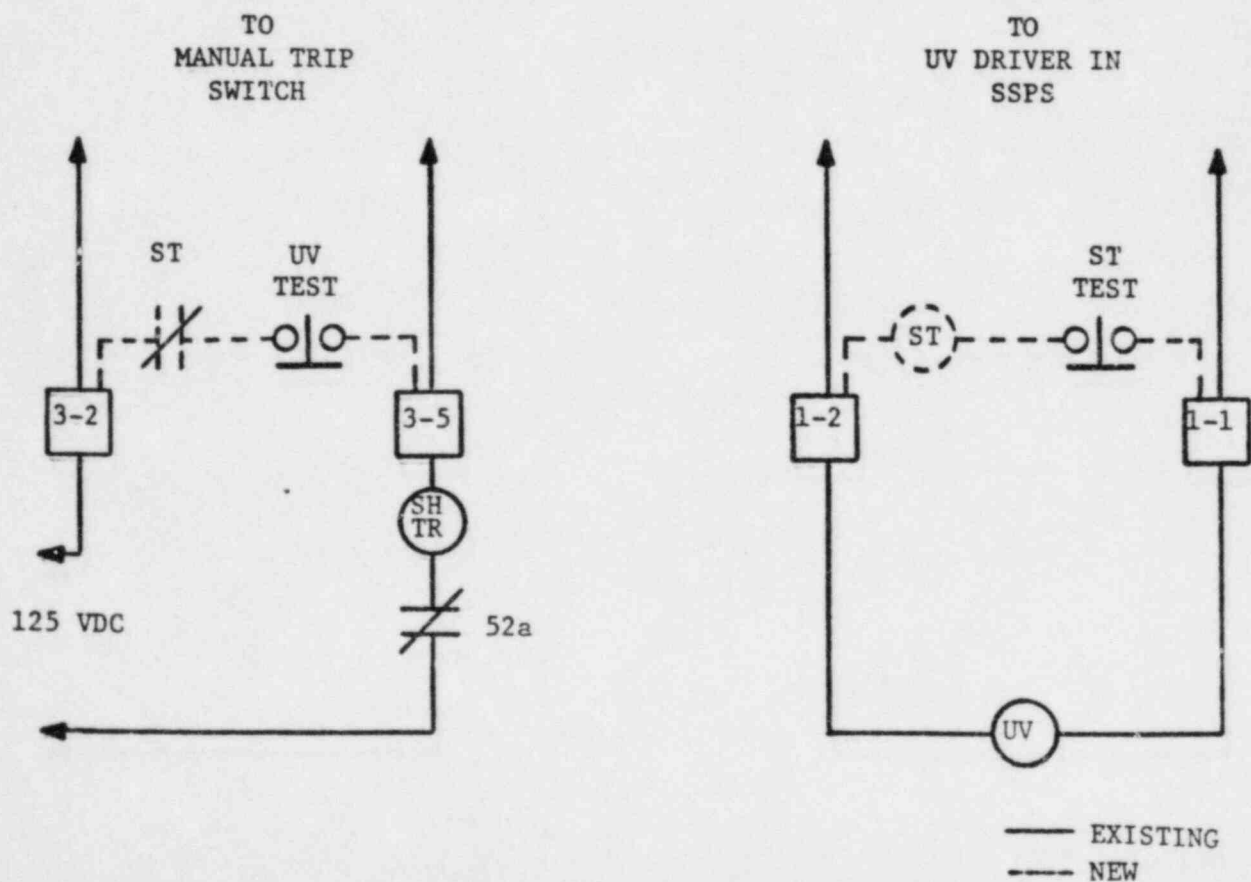 TO
MANUAL TRIP
SWITCH
TO
UV DRIVER IN
SSPS
ST
UV
TEST
ST
ST
TEST
3-2
3-5
1-2
1-1
SH
TR
125 VDC
52a
UV
EXISTING
NEW